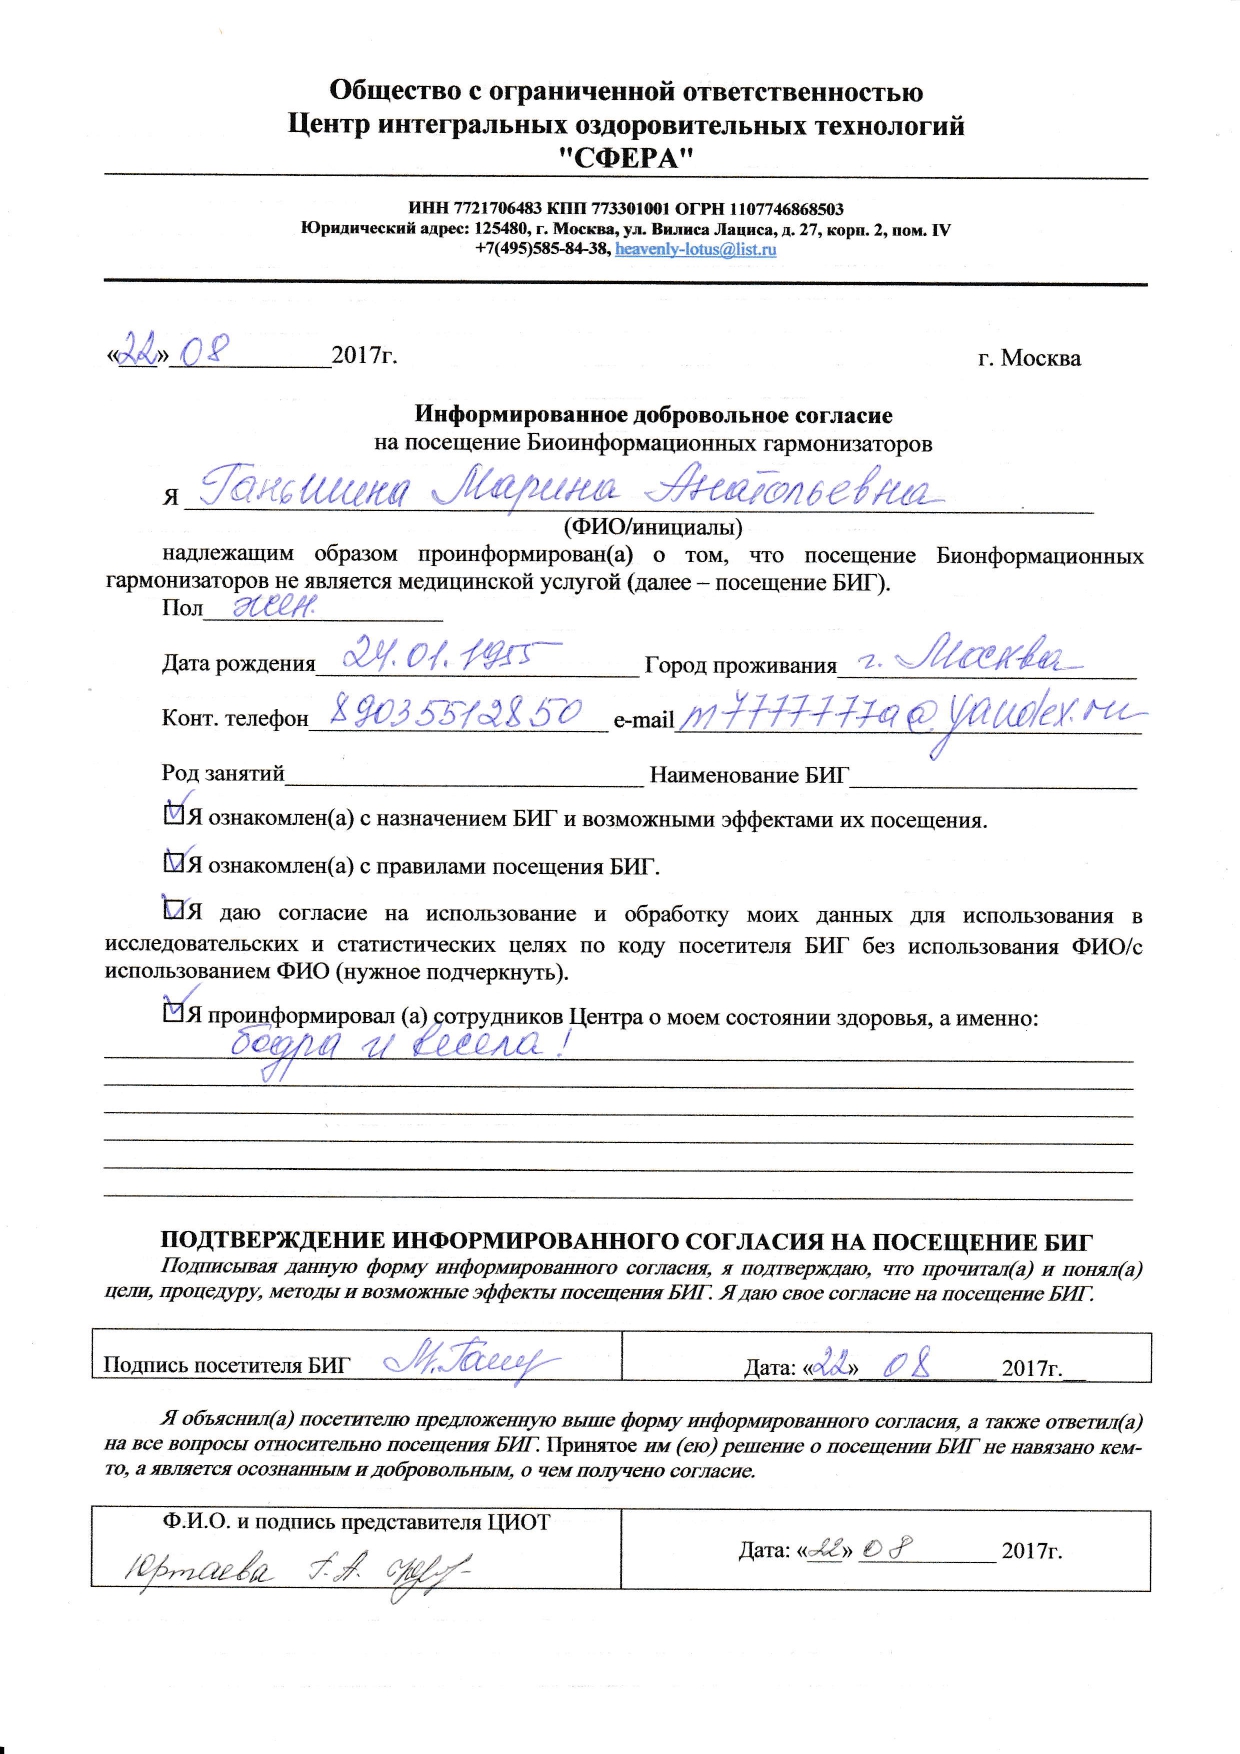 Общество с ограниченной ответственностью
Центр интегральных оздоровительных технологий
"СФЕРА"
ИНН 7721706483 КПП 773301001 ОГРН 1107746868503
Юридический адрес: 125480, г. Москва, ул. Вилиса Лациса, д. 27, корп. 2, пом. IV
+7(495)585-84-38, heavenly-lotus@list.ru
«22» 08 2017г. г. Москва
Информированное добровольное согласие
на посещение Биоинформационных гармонизаторов
Я Ганьшина Марина Анатольевна
(ФИО/инициалы)
надлежащим образом проинформирован(а) о том, что посещение Бионформационных
гармонизаторов не является медицинской услугой (далее – посещение БИГ).
Пол жен.
Дата рождения 24.01.1955 Город проживания г. Москва
Конт. телефон 89035512850 e-mail m7777777a@yandex.ru
Род занятий Наименование БИГ
Я ознакомлен(а) с назначением БИГ и возможными эффектами их посещения.
Я ознакомлен(а) с правилами посещения БИГ.
Я даю согласие на использование и обработку моих данных для использования в
исследовательских и статистических целях по коду посетителя БИГ без использования ФИО/с
использованием ФИО (нужное подчеркнуть).
Я проинформировал (а) сотрудников Центра о моем состоянии здоровья, а именно:
бодра и весела!
ПОДТВЕРЖДЕНИЕ ИНФОРМИРОВАННОГО СОГЛАСИЯ НА ПОСЕЩЕНИЕ БИГ
Подписывая данную форму информированного согласия, я подтверждаю, что прочитал(а) и понял(а)
цели, процедуру, методы и возможные эффекты посещения БИГ. Я даю свое согласие на посещение БИГ.
Подпись посетителя БИГ Дата: «22» 08 2017г.
Я объяснил(а) посетителю предложенную выше форму информированного согласия, а также ответил(а)
на все вопросы относительно посещения БИГ. Принятое им (ею) решение о посещении БИГ не навязано кем-
то, а является осознанным и добровольным, о чем получено согласие.
Ф.И.О. и подпись представителя ЦИОТ
Юртаева Г.А. Дата: «22» 08 2017г.